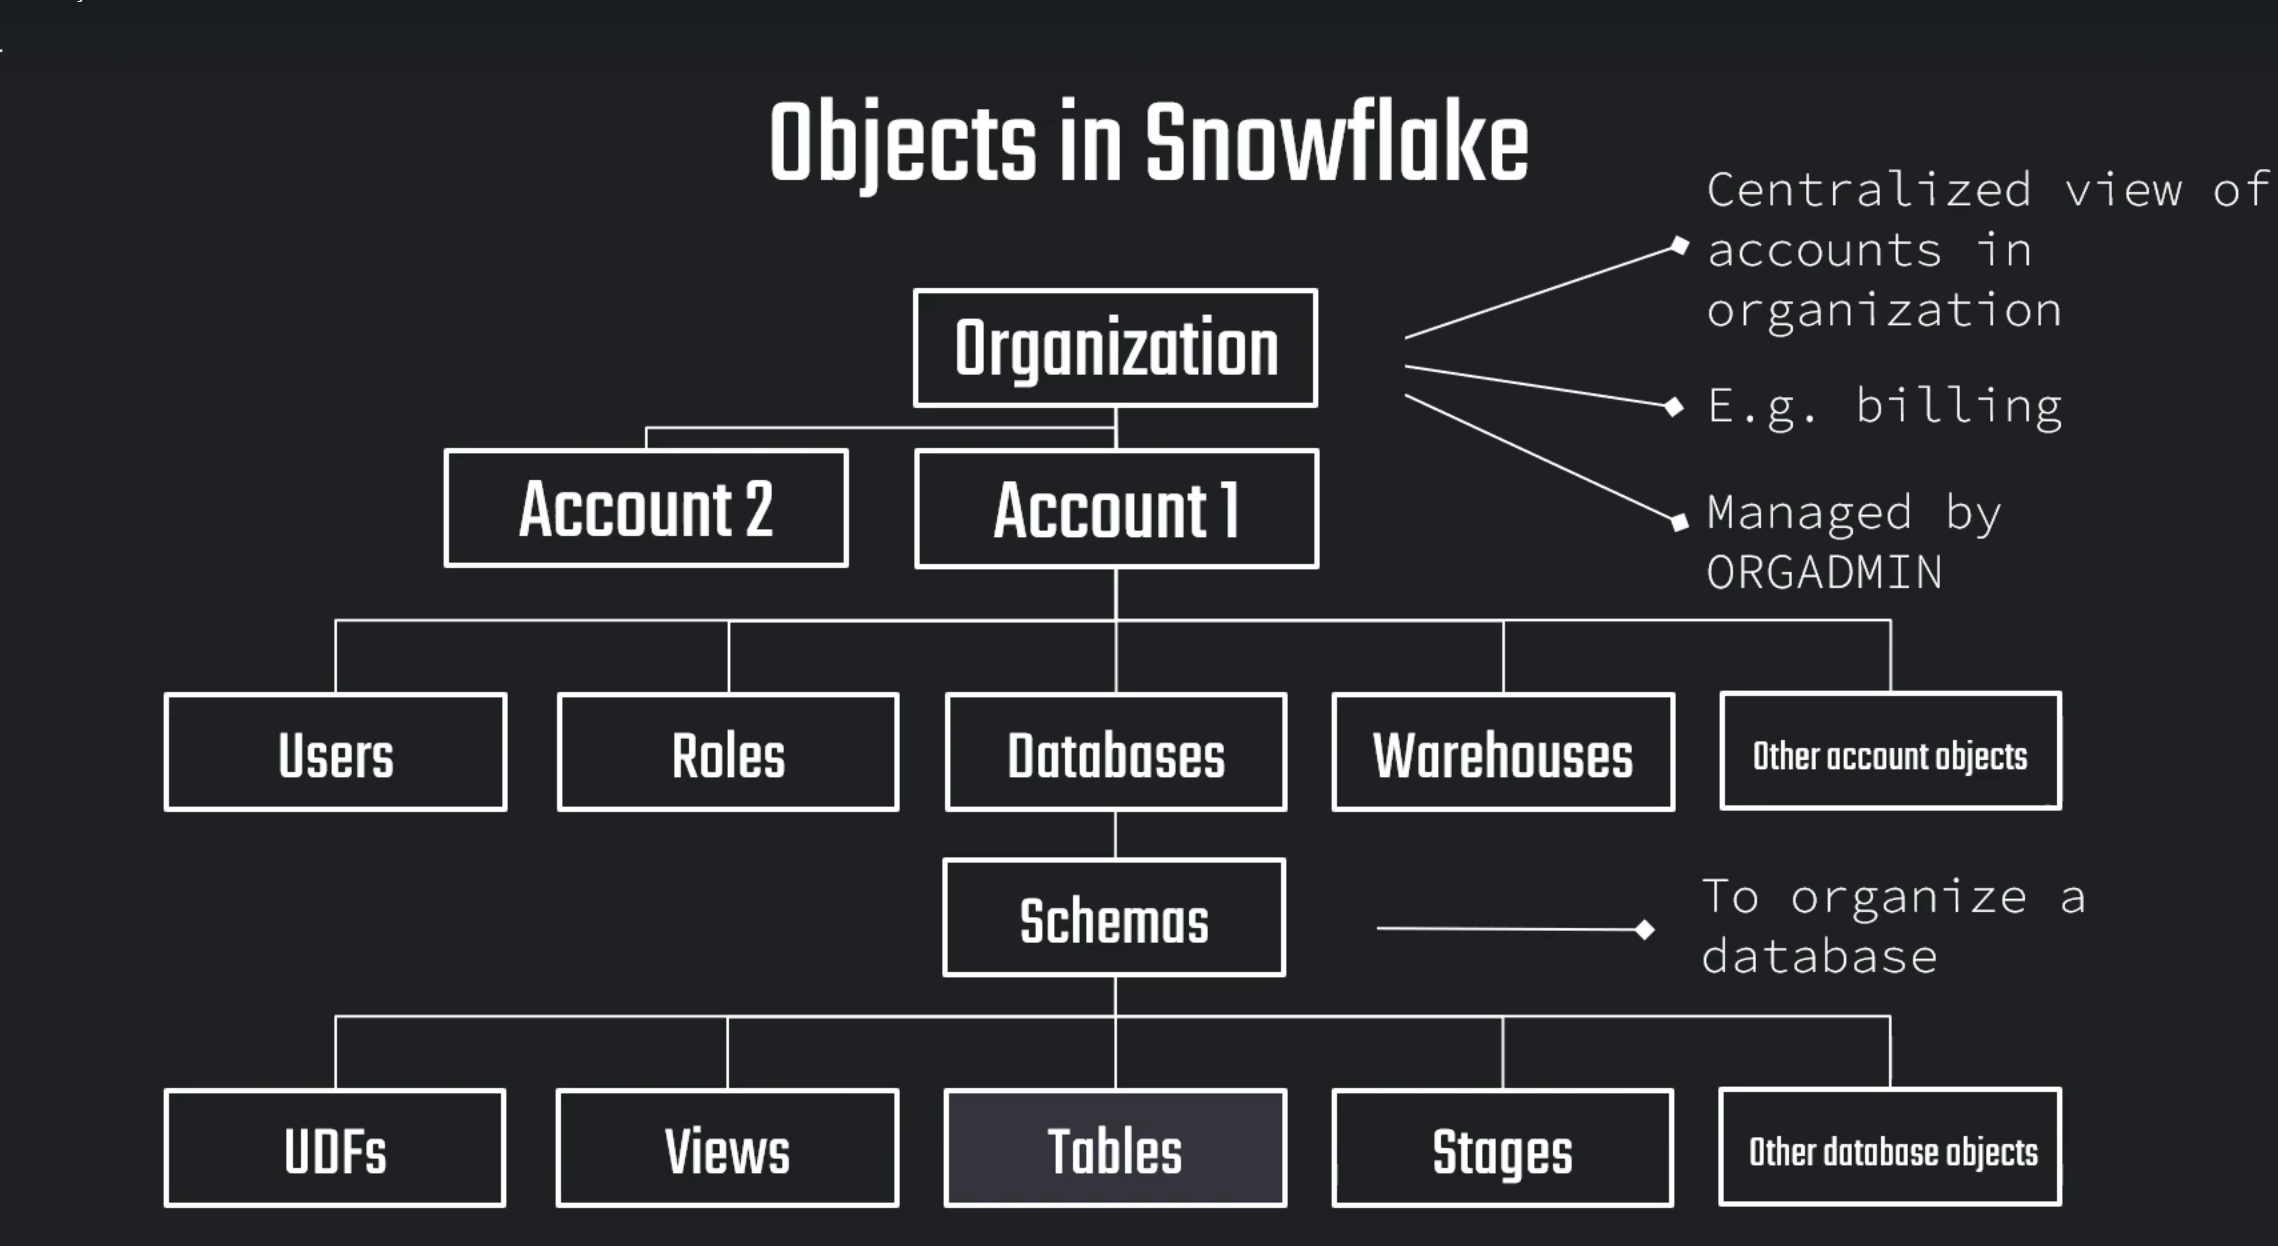 Objects in Snowflake
Centralized view of
accounts in
organization
Organization
E.g. billing
Account 2
Account 1
Managed by
ORGADMIN
Users
Roles
Databases
Warehouses
Other account objects
Schemas
To organize a
database
UDFs
Views
Tables
Stages
Other database objects